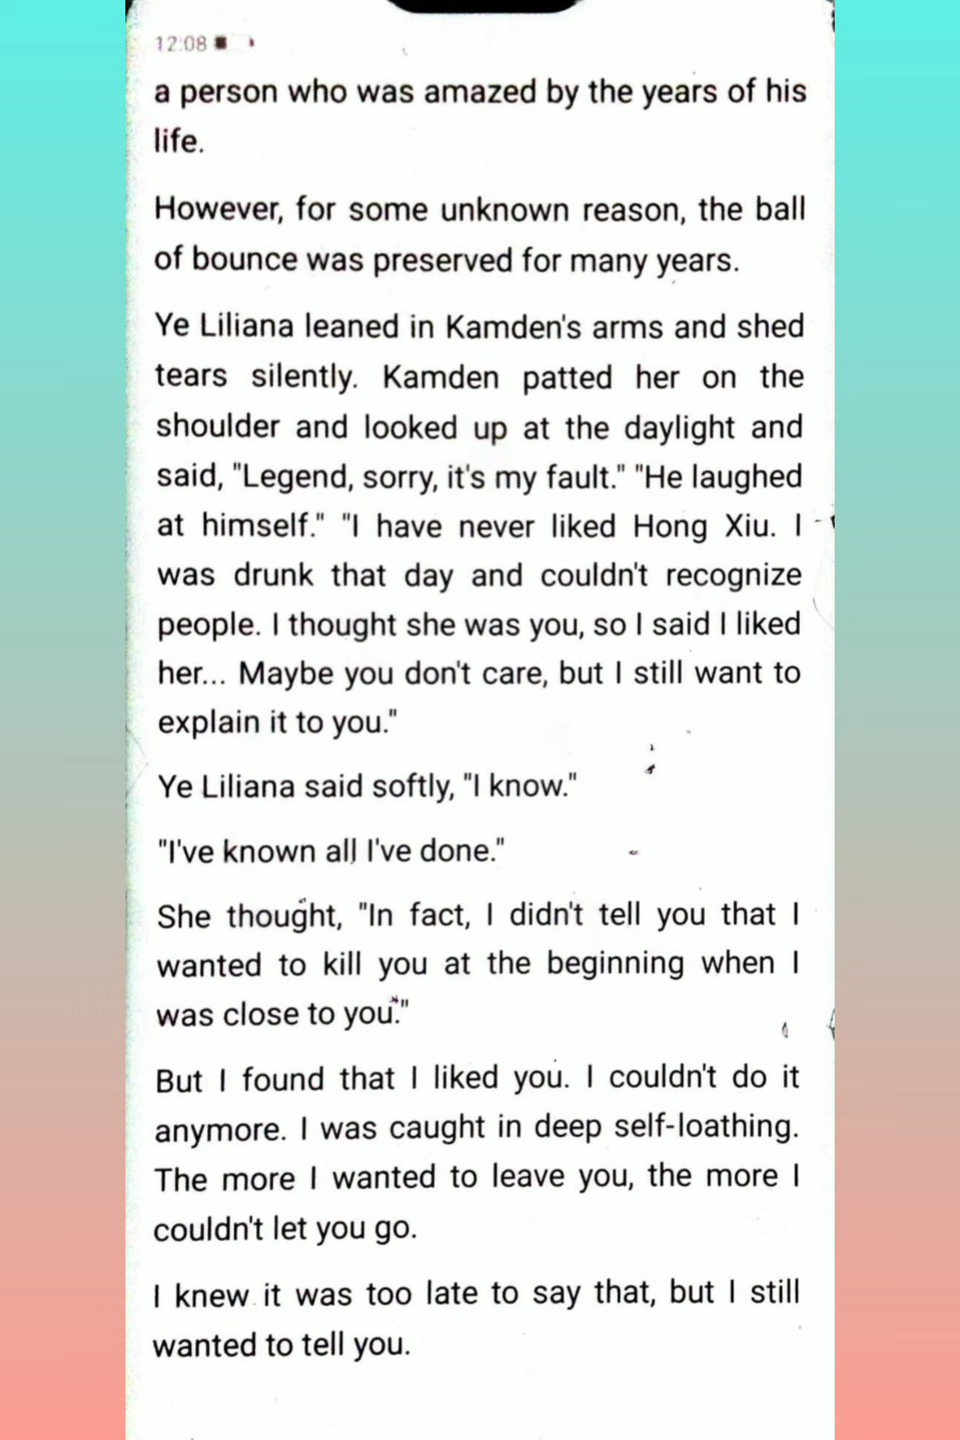 12:08
a person who was amazed by the years of his
life.
However, for some unknown reason, the ball
of bounce was preserved for many years.
Ye Liliana leaned in Kamden's arms and shed
tears silently. Kamden patted her on the
shoulder and looked up at the daylight and
said, "Legend, sorry, it's my fault." "He laughed
at himself." "I have never liked Hong Xiu. I
was drunk that day and couldn't recognize
people. I thought she was you, so I said I liked
her... Maybe you don't care, but I still want to
explain it to you."
Ye Liliana said softly, "I know."
"I've known all I've done."
She thought, "In fact, I didn't tell you that I
wanted to kill you at the beginning when I
was close to you."
But I found that I liked you. I couldn't do it
anymore. I was caught in deep self-loathing.
The more I wanted to leave you, the more I
couldn't let you go.
I knew it was too late to say that, but I still
wanted to tell you.